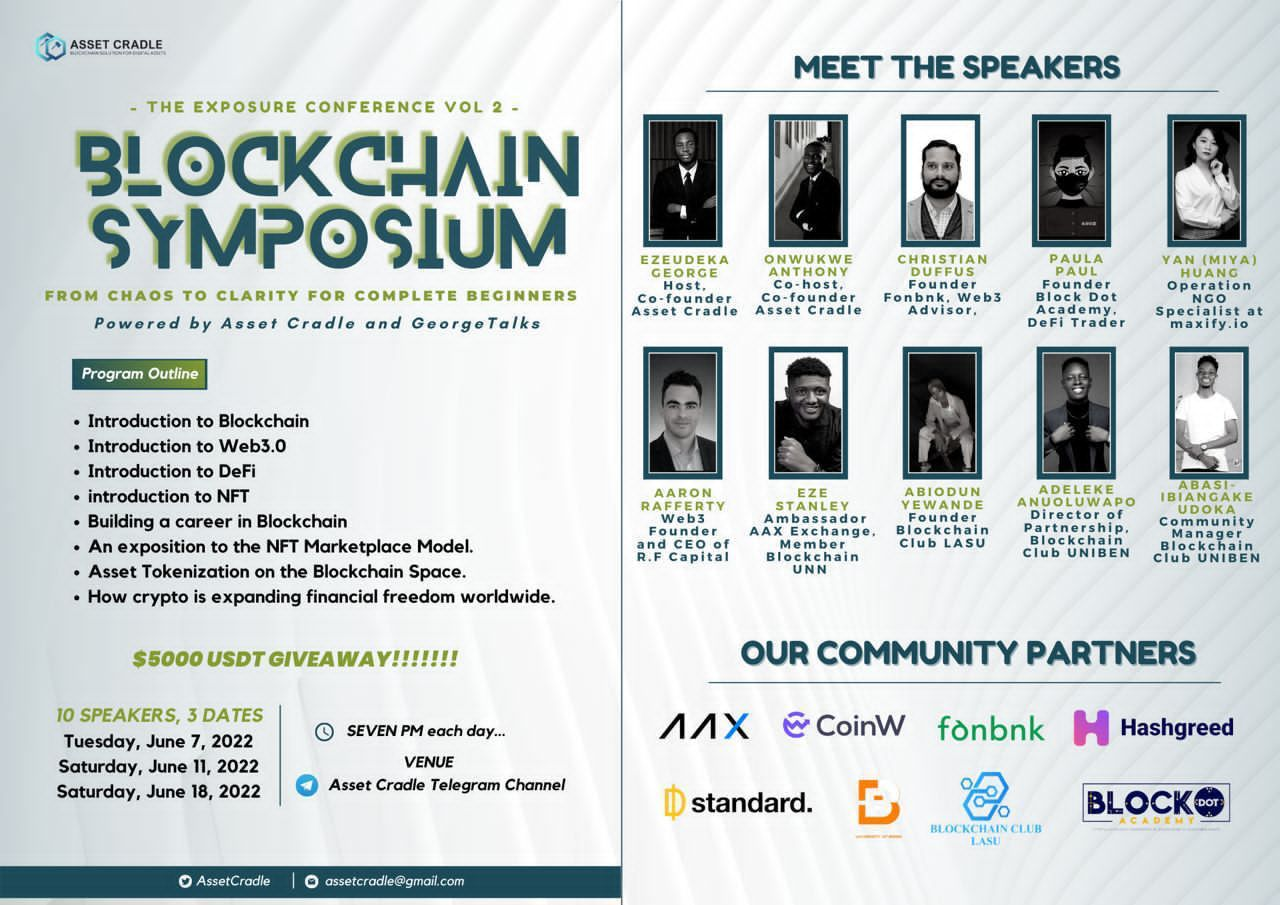 ASSET CRADLE
BLOCKCHAIN SOLUTION FOR DIGITAL ASSETS
- THE EXPOSURE CONFERENCE VOL 2 -
BLOCKCHAIN
SYMPOSIUM
FROM CHAOS TO CLARITY FOR COMPLETE BEGINNERS
Powered by Asset Cradle and GeorgeTalks
Program Outline
• Introduction to Blockchain
• Introduction to Web3.0
• Introduction to DeFi
• introduction to NFT
• Building a career in Blockchain
• An exposition to the NFT Marketplace Model.
• Asset Tokenization on the Blockchain Space.
• How crypto is expanding financial freedom worldwide.
$5000 USDT GIVEAWAY!!!!!!!
10 SPEAKERS, 3 DATES
Tuesday, June 7, 2022
Saturday, June 11, 2022
Saturday, June 18, 2022
SEVEN PM each day...
VENUE
Asset Cradle Telegram Channel
AssetCradle
assetcradle@gmail.com
MEET THE SPEAKERS
EZEUDEKA
GEORGE
Host,
Co-founder
Asset Cradle
ONWUKWE
ANTHONY
Co-host,
Co-founder
Asset Cradle
CHRISTIAN
DUFFUS
Founder
Fonbnk, Web3
Advisor,
PAULA
PAUL
Founder
Block Dot
Academy,
DeFi Trader
YAN (MIYA)
HUANG
Operation
NGO
Specialist at
maxify.io
AARON
RAFFERTY
Web3
Founder
and CEO of
R.F Capital
EZE
STANLEY
Ambassador
AAX Exchange,
Member
Blockchain
UNN
ABIODUN
YEWANDE
Founder
Blockchain
Club LASU
ADELEKE
ANUOLUWAPO
Director of
Partnership,
Blockchain
Club UNIBEN
ABASI-
IBIANGAKE
UDOKA
Community
Manager
Blockchain
Club UNIBEN
OUR COMMUNITY PARTNERS
AAX
CoinW
fonbnk
Hashgreed
standard.
UNIVERSITY OF BENIN
BLOCKCHAIN CLUB
LASU
BLOCK DOT
ACADEMY